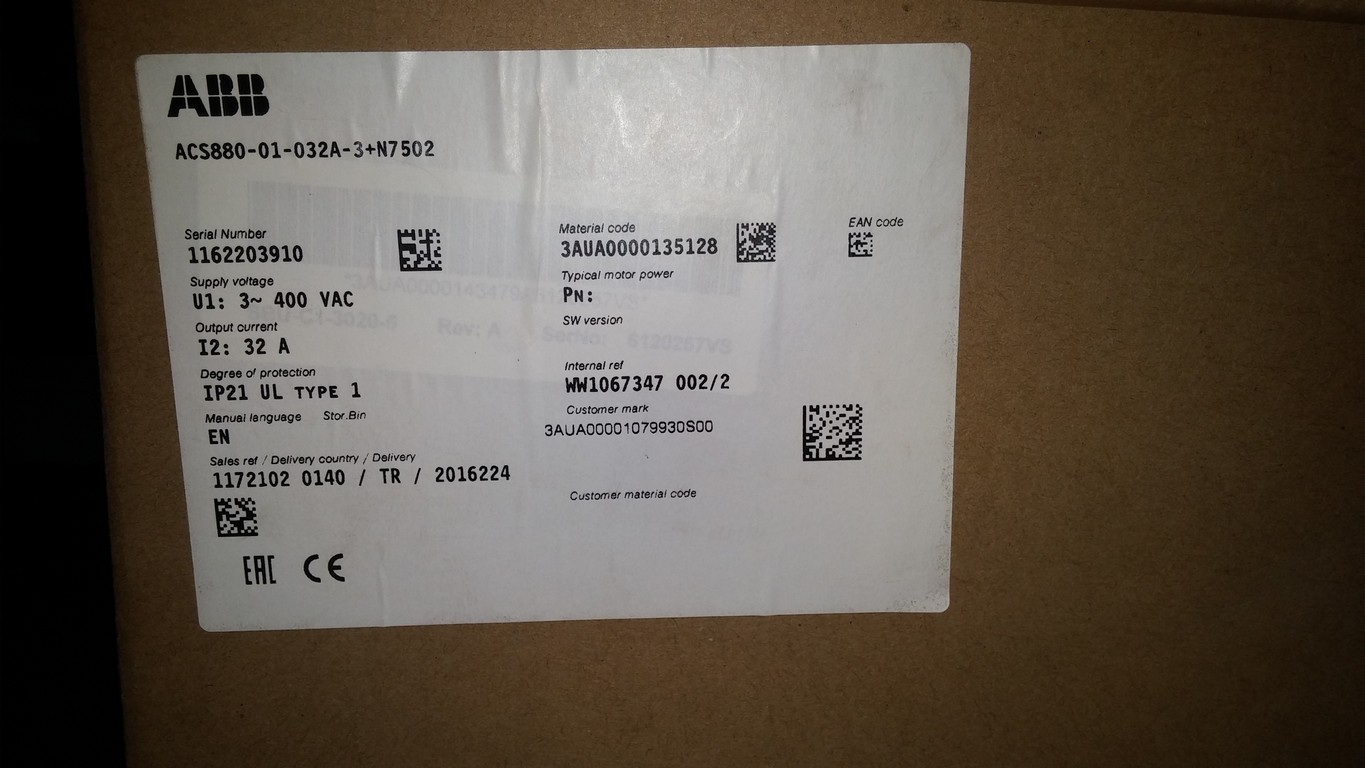 ABB
ACS880-01-032A-3+N7502
Serial Number
1162203910
Supply voltage
U1: 3~ 400 VAC
Output current
I2: 32 A
Degree of protection
IP21 UL TYPE 1
Manual language Stor.Bin
EN
Sales ref / Delivery country / Delivery
1172102 0140 / TR / 2016224
EAC CE
Material code
3AUA0000135128
Typical motor power
PN:
SW version
Internal ref
WW1067347 002/2
Customer mark
3AUA00001079930S00
Customer material code
EAN code
Rev: A